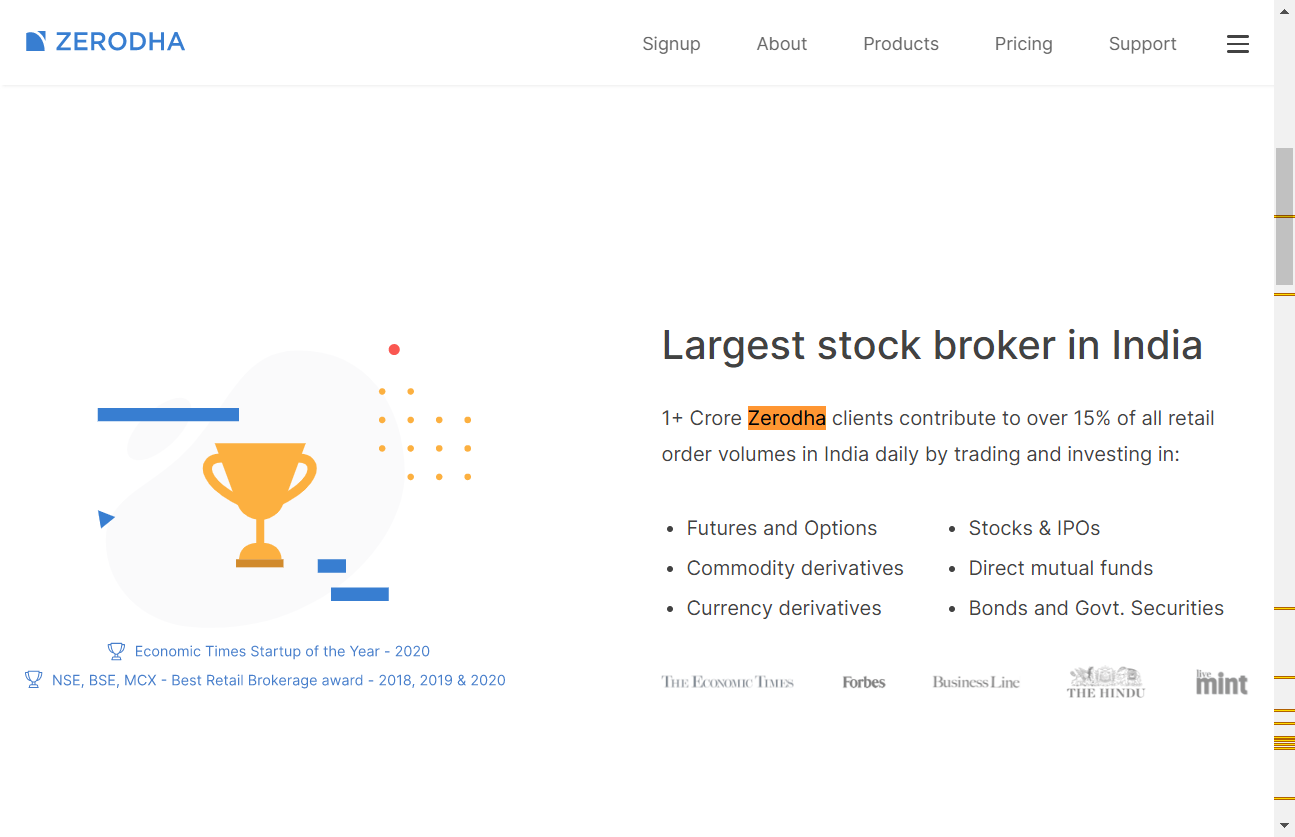 ZERODHA
Signup
About
Products
Pricing
Support
Largest stock broker in India
1+ Crore Zerodha clients contribute to over 15% of all retail
order volumes in India daily by trading and investing in:
Futures and Options
Commodity derivatives
Currency derivatives
Stocks & IPOs
Direct mutual funds
Bonds and Govt. Securities
Economic Times Startup of the Year - 2020
NSE, BSE, MCX - Best Retail Brokerage award - 2018, 2019 & 2020
THE ECONOMIC TIMES
Forbes
Business Line
THE HINDU
live
mint